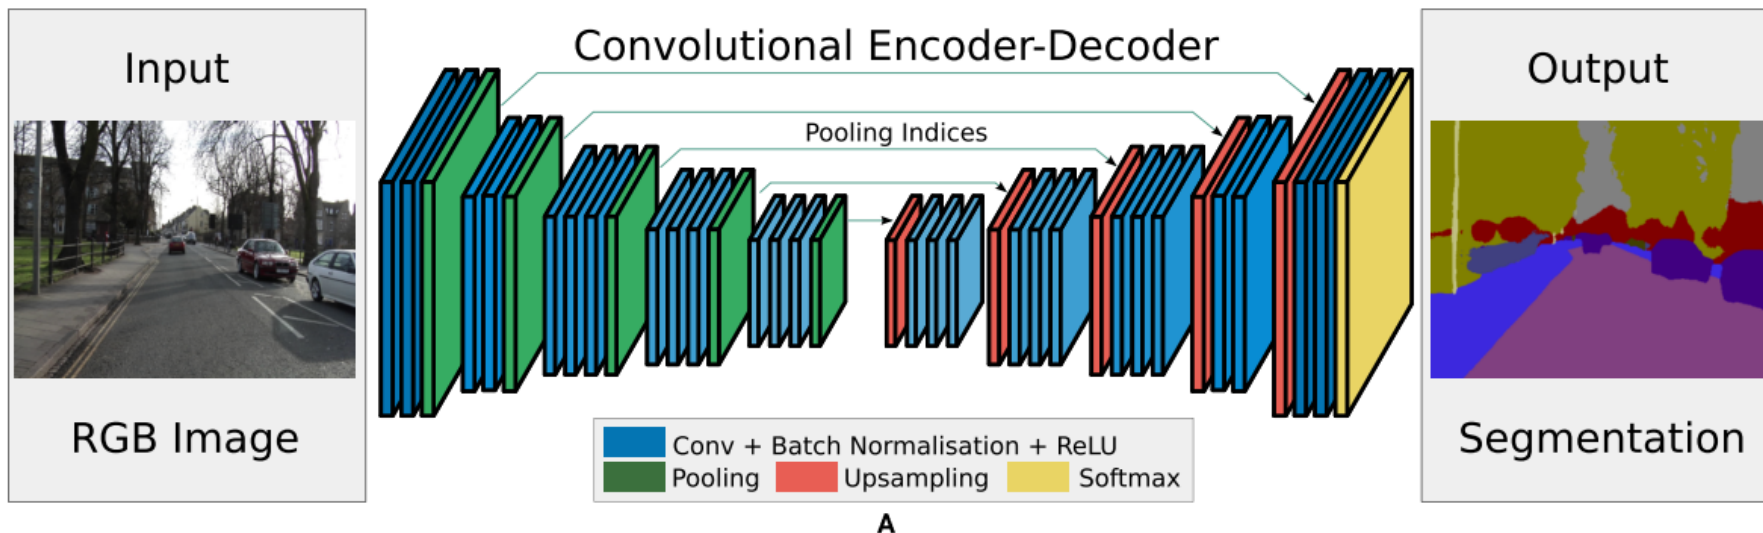 Input
RGB Image
Convolutional Encoder-Decoder
Pooling Indices
Conv + Batch Normalisation + ReLU
Pooling Upsampling Softmax
Output
Segmentation
A